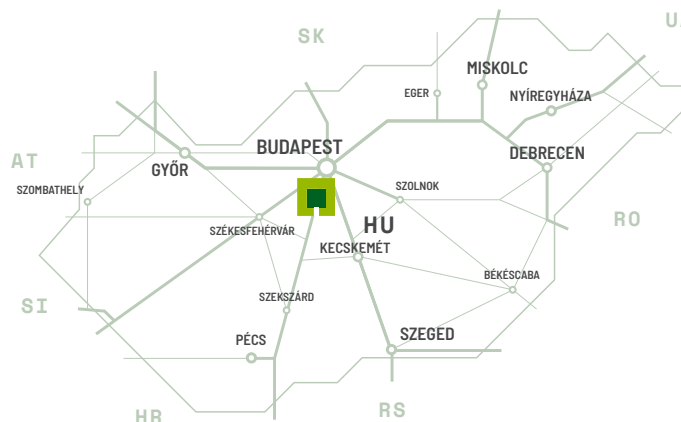 U
SK
MISKOLC
EGER
NYÍREGYHÁZA
BUDAPEST
DEBRECEN
AT
GYŐR
SZOMBATHELY
SZOLNOK
RO
HU
SZÉKESFEHÉRVÁR
KECSKEMÉT
BÉKÉSCABA
SZEKSZÁRD
SI
PÉCS
SZEGED
RS
HR